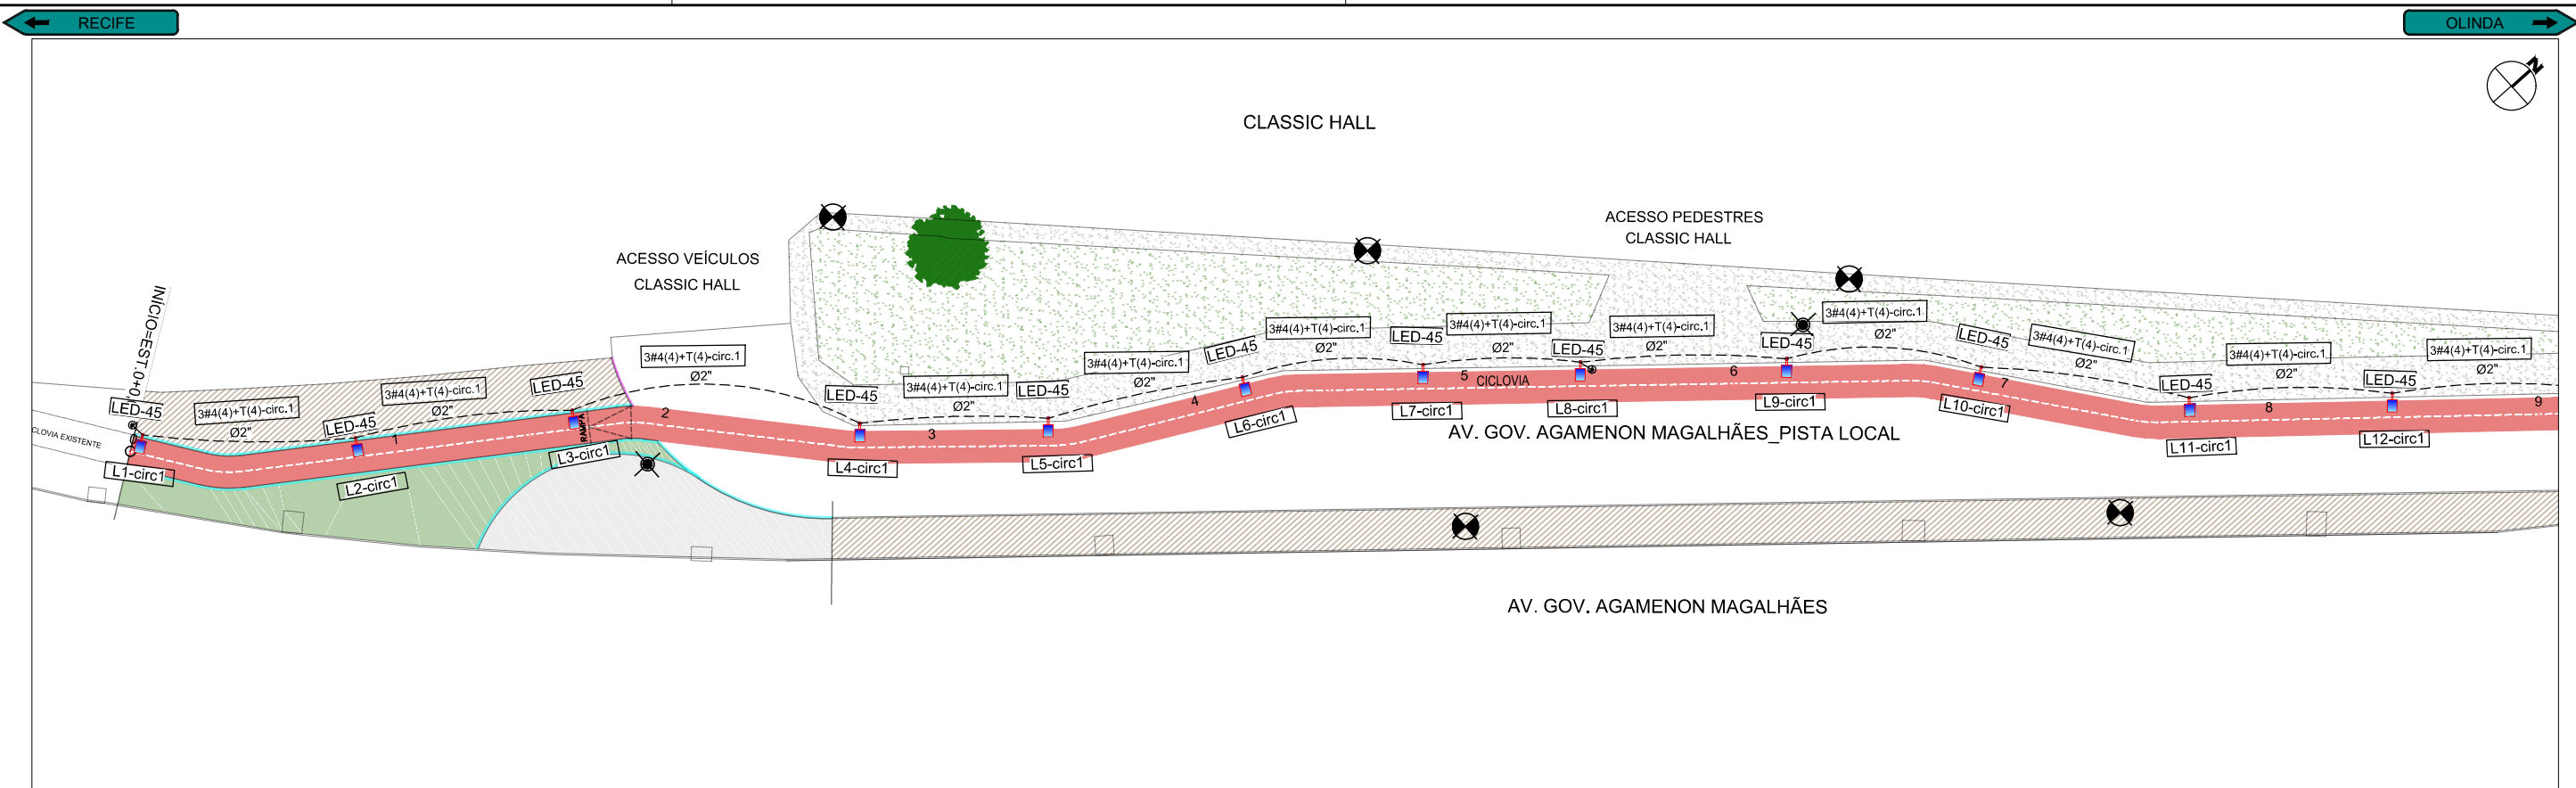 RECIFE
OLINDA
N
CLASSIC HALL
ACESSO PEDESTRES
CLASSIC HALL
ACESSO VEÍCULOS
CLASSIC HALL
INÍCIO=EST.0+0,
CLOVIA EXISTENTE
LED-45
3#4(4)+T(4)-circ.1
Ø2"
L1-circ1
LED-45
1
3#4(4)+T(4)-circ.1
Ø2"
L2-circ1
LED-45
RAMPA
L3-circ1
2
3#4(4)+T(4)-circ.1
Ø2"
LED-45
L4-circ1
3#4(4)+T(4)-circ.1
Ø2"
3
LED-45
L5-circ1
3#4(4)+T(4)-circ.1
Ø2"
4
LED-45
L6-circ1
3#4(4)+T(4)-circ.1
Ø2"
LED-45
L7-circ1
3#4(4)+T(4)-circ.1
Ø2"
5
CICLOVIA
LED-45
L8-circ1
3#4(4)+T(4)-circ.1
Ø2"
6
LED-45
L9-circ1
3#4(4)+T(4)-circ.1
Ø2"
LED-45
L10-circ1
7
3#4(4)+T(4)-circ.1
Ø2"
LED-45
L11-circ1
3#4(4)+T(4)-circ.1
Ø2"
8
LED-45
L12-circ1
3#4(4)+T(4)-circ.1
Ø2"
9
AV. GOV. AGAMENON MAGALHÃES_PISTA LOCAL
AV. GOV. AGAMENON MAGALHÃES